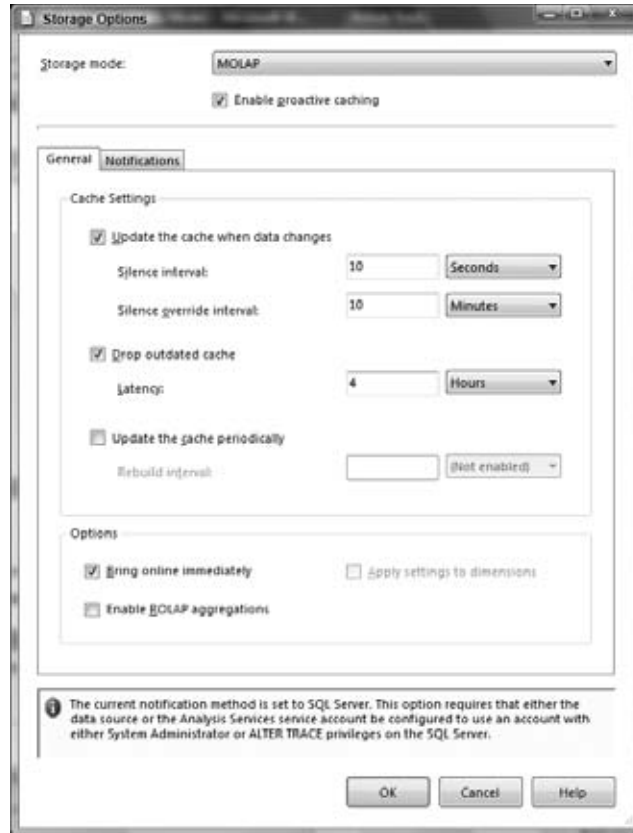 Storage Options
Storage mode: MOLAP
Enable proactive caching
General Notifications
Cache Settings
Update the cache when data changes
Silence interval: 10 Seconds
Silence override interval: 10 Minutes
Drop outdated cache
Latency: 4 Hours
Update the cache periodically
Rebuild interval: (Not enabled)
Options
Bring online immediately Apply settings to dimensions
Enable ROLAP aggregations
The current notification method is set to SQL Server. This option requires that either the
data source or the Analysis Services service account be configured to use an account with
either System Administrator or ALTER TRACE privileges on the SQL Server.
OK Cancel Help